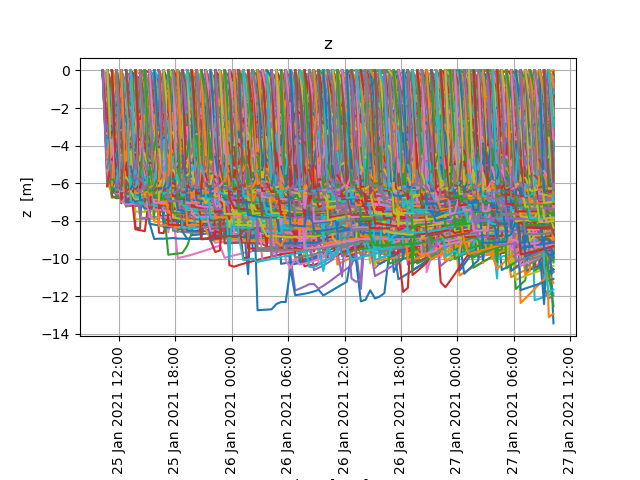 z
0
−2
−4
−6
−8
−10
−12
−14
z [m]
25 Jan 2021 12:00
25 Jan 2021 18:00
26 Jan 2021 00:00
26 Jan 2021 06:00
26 Jan 2021 12:00
26 Jan 2021 18:00
27 Jan 2021 00:00
27 Jan 2021 06:00
27 Jan 2021 12:00